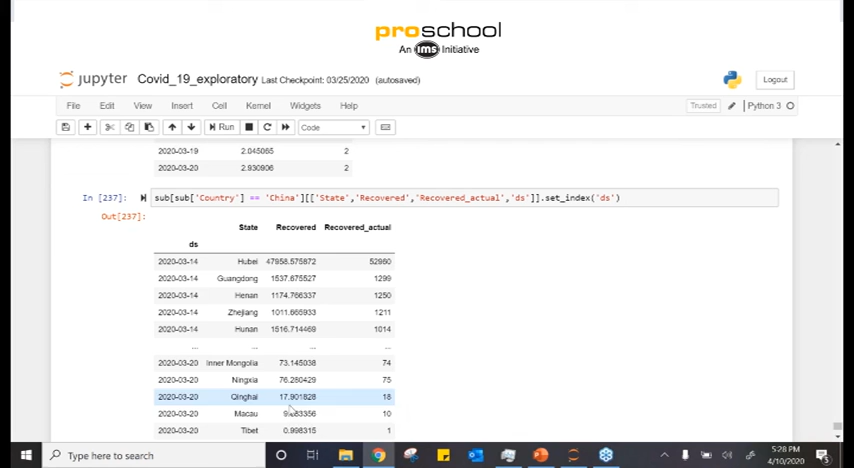 proschool
An ims Initiative
jupyter Covid_19_exploratory Last Checkpoint: 03/25/2020 (autosaved) Logout
File Edit View Insert Cell Kernel Widgets Help Trusted Python 3
Run Code
2020-03-19 2.045065 2
2020-03-20 2.930906 2
In [237]: sub[sub['Country'] == 'China'][['State','Recovered','Recovered_actual','ds']].set_index('ds')
Out[237]:
State Recovered Recovered_actual
ds
2020-03-14 Hubei 47958.575872 52960
2020-03-14 Guangdong 1537.675527 1299
2020-03-14 Henan 1174.766337 1250
2020-03-14 Zhejiang 1011.665933 1211
2020-03-14 Hunan 1516.714469 1014
... ... ... ...
2020-03-20 Inner Mongolia 73.145038 74
2020-03-20 Ningxia 76.280429 75
2020-03-20 Qinghai 17.901828 18
2020-03-20 Macau 10
2020-03-20 Tibet 0.998315 1
Type here to search
5:28 PM
4/10/2020